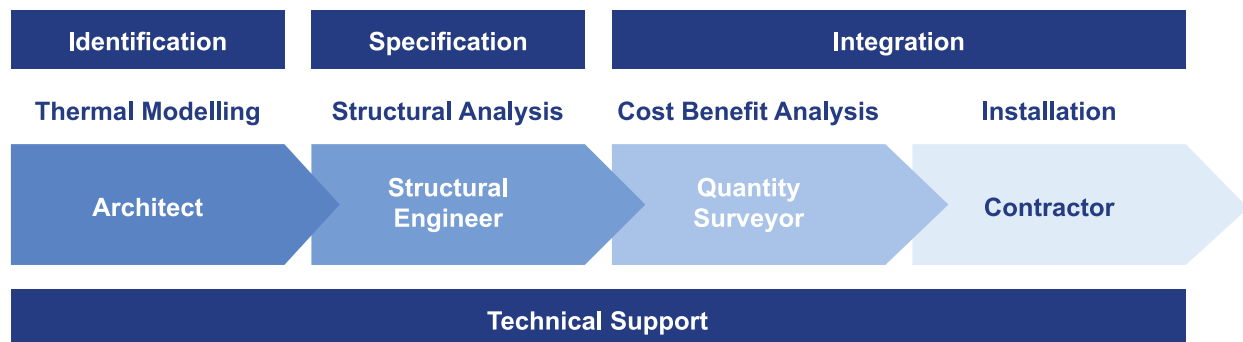 Identification
Specification
Integration
Thermal Modelling
Structural Analysis
Cost Benefit Analysis
Installation
Architect
Structural
Engineer
Quantity
Surveyor
Contractor
Technical Support